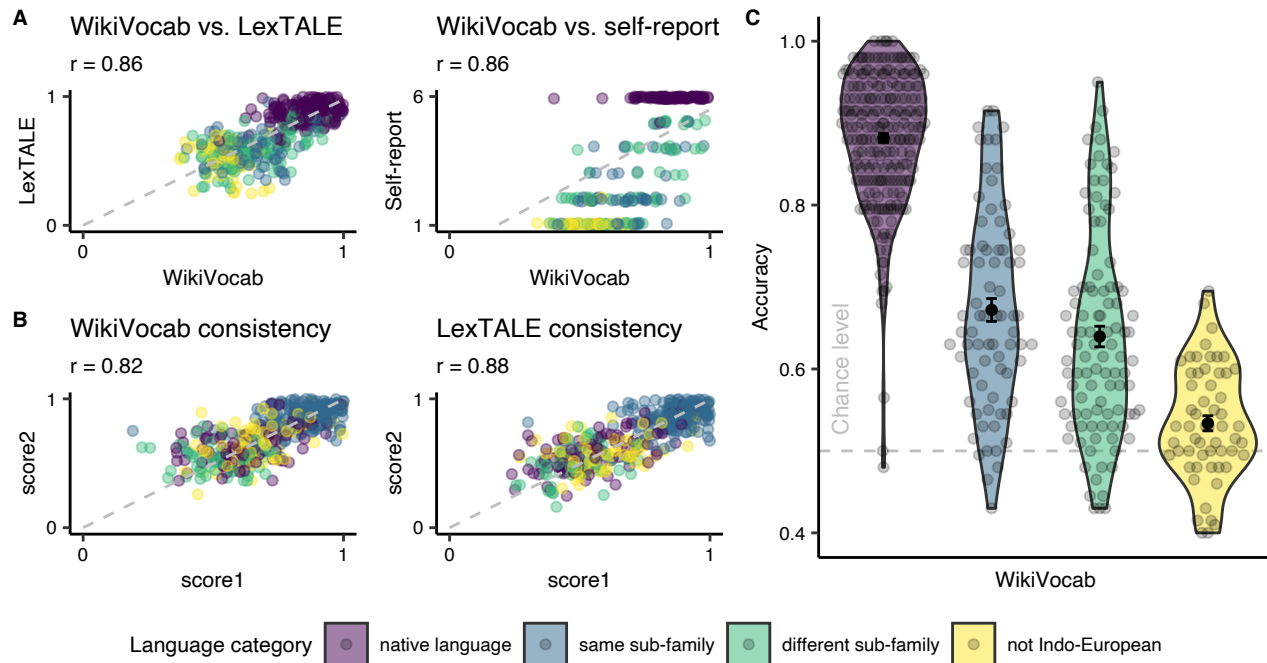 A
WikiVocab vs. LexTALE
r = 0.86
1
0
LexTALE
0
1
WikiVocab
WikiVocab vs. self-report
r = 0.86
6
1
Self-report
0
1
WikiVocab
B
WikiVocab consistency
r = 0.82
1
0
score2
0
1
score1
LexTALE consistency
r = 0.88
1
0
score2
0
1
score1
C
1.0
0.8
0.6
0.4
Accuracy
Chance level
WikiVocab
Language category
native language
same sub-family
different sub-family
not Indo-European